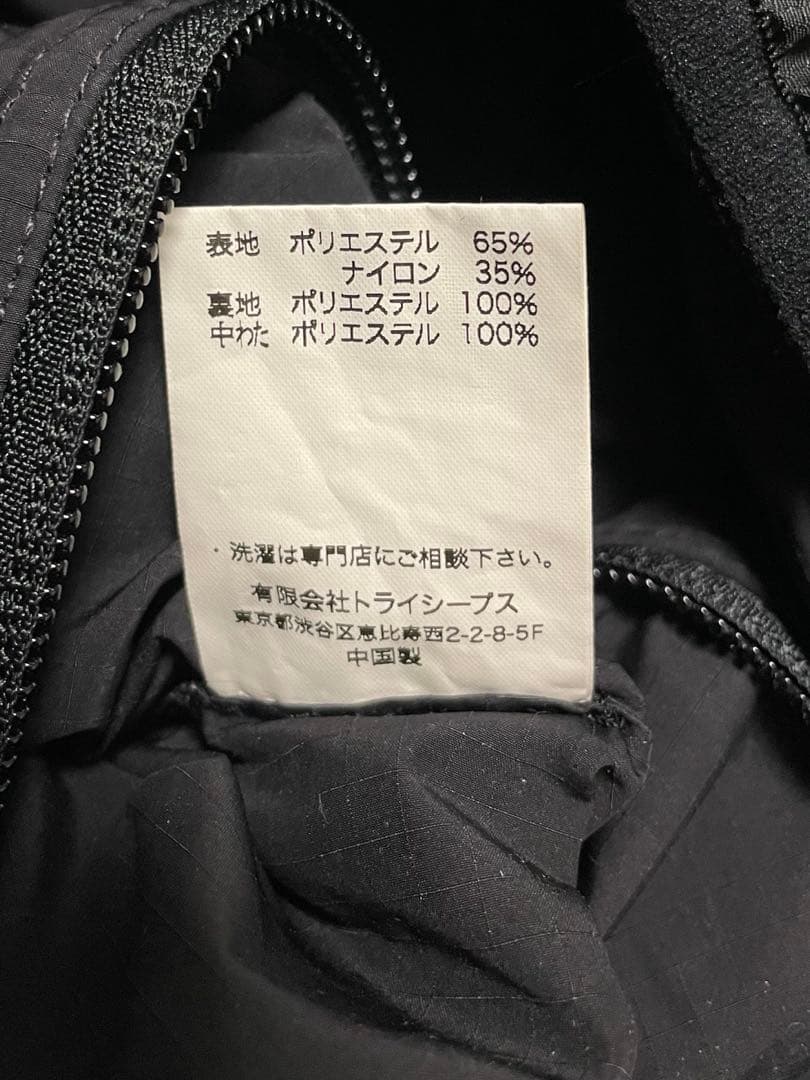 表地 ポリエステル 65%
ナイロン 35%
裏地 ポリエステル 100%
中わた ポリエステル 100%
・洗濯は専門店にご相談下さい。
有限会社トライシープス
東京都渋谷区恵比寿西2-2-8-5F
中国製